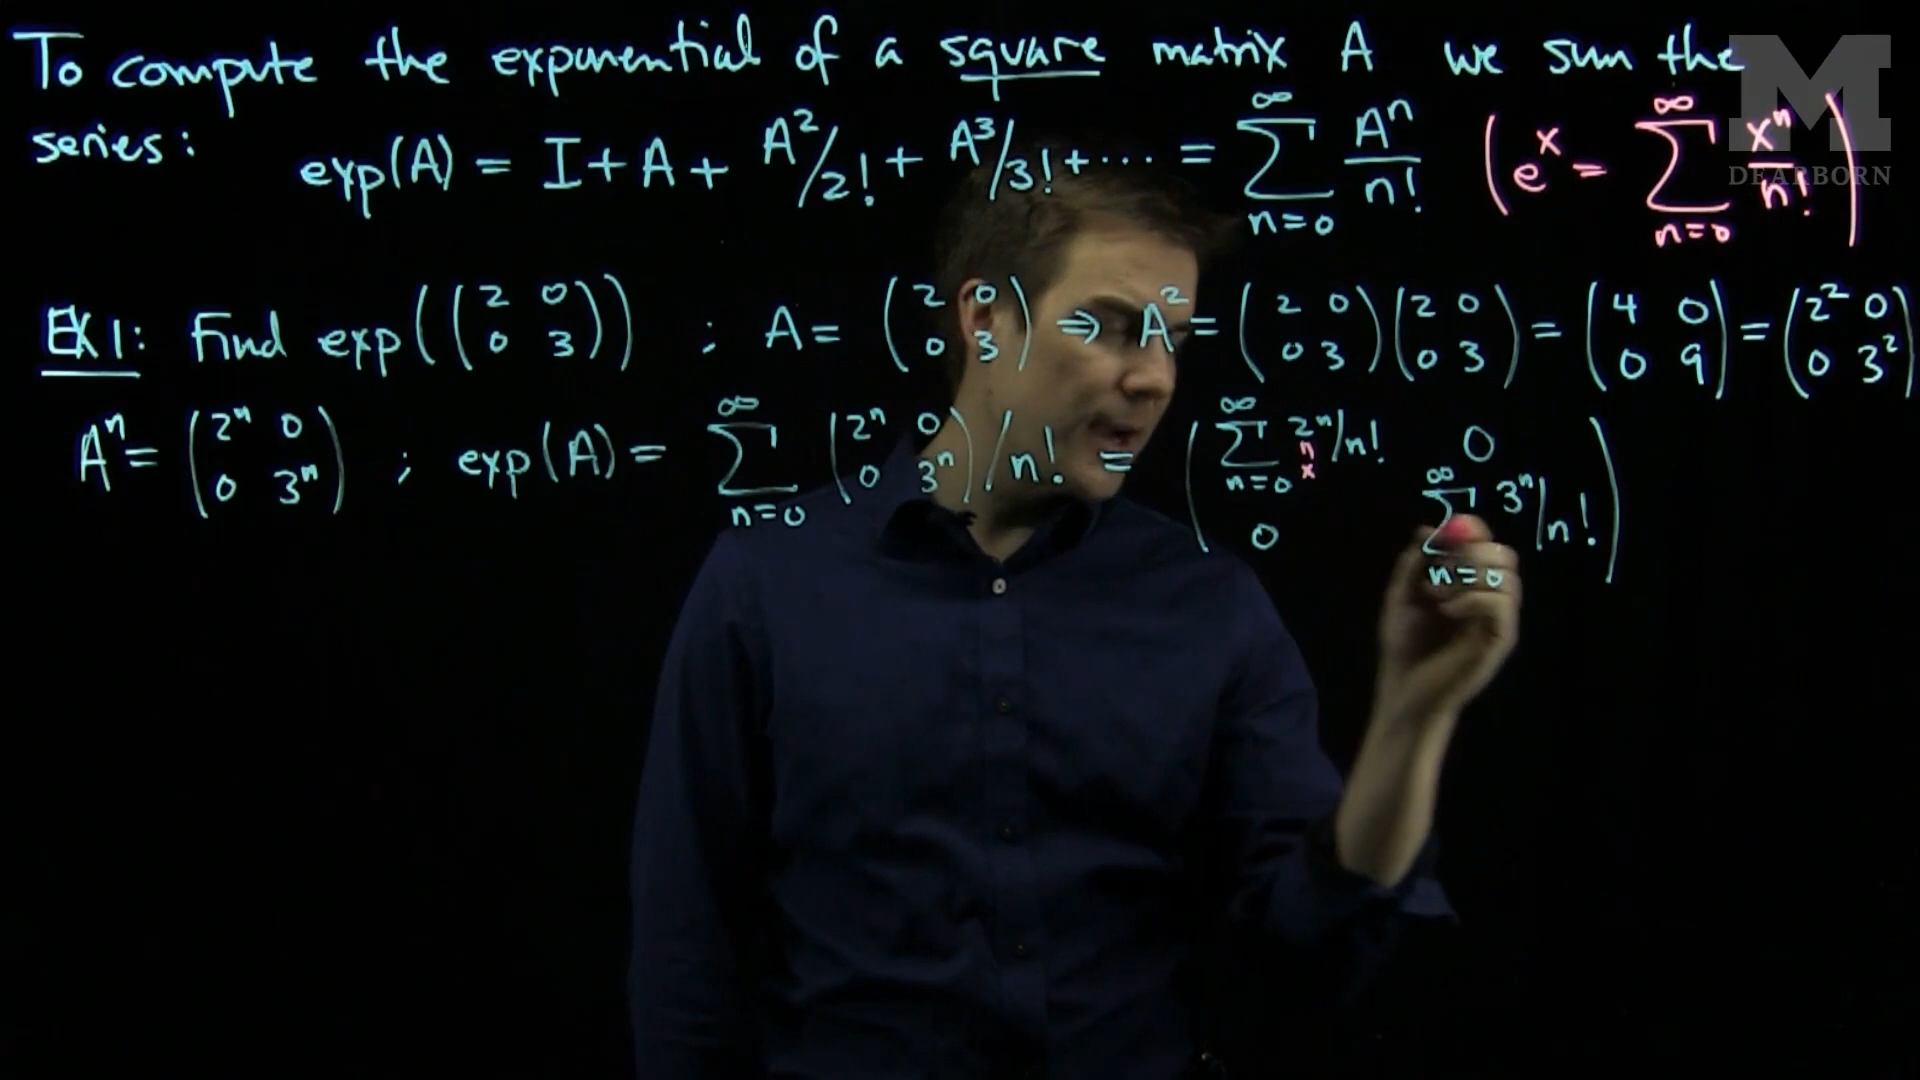 To compute the exponential of a square matrix A we sum the
series: exp(A) = I + A + A²/2! + A³/3! + ⋯ = ∑_{n=0}^{∞} Aⁿ/n! (eˣ = ∑_{n=0}^{∞} xⁿ/n!)
M
DEARBORN
EX 1: Find exp((2 0; 0 3)) ; A = (2 0; 0 3) ⇒ A² = (2 0; 0 3)(2 0; 0 3) = (4 0; 0 9) = (2² 0; 0 3²)
Aⁿ = (2ⁿ 0; 0 3ⁿ) ; exp(A) = ∑_{n=0}^{∞} (2ⁿ 0; 0 3ⁿ)/n! = (∑_{n=0}^{∞} 2ⁿ/n! 0; 0 ∑_{n=0}^{∞} 3ⁿ/n!)
x